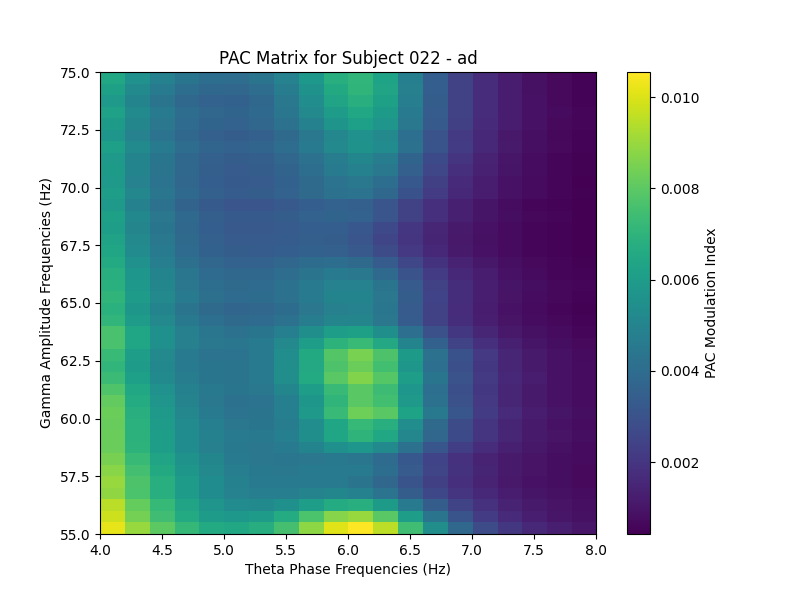 PAC Matrix for Subject 022 - ad
75.0
72.5
70.0
67.5
65.0
62.5
60.0
57.5
55.0
Gamma Amplitude Frequencies (Hz)
4.0 4.5 5.0 5.5 6.0 6.5 7.0 7.5 8.0
Theta Phase Frequencies (Hz)
0.010
0.008
0.006
0.004
0.002
PAC Modulation Index